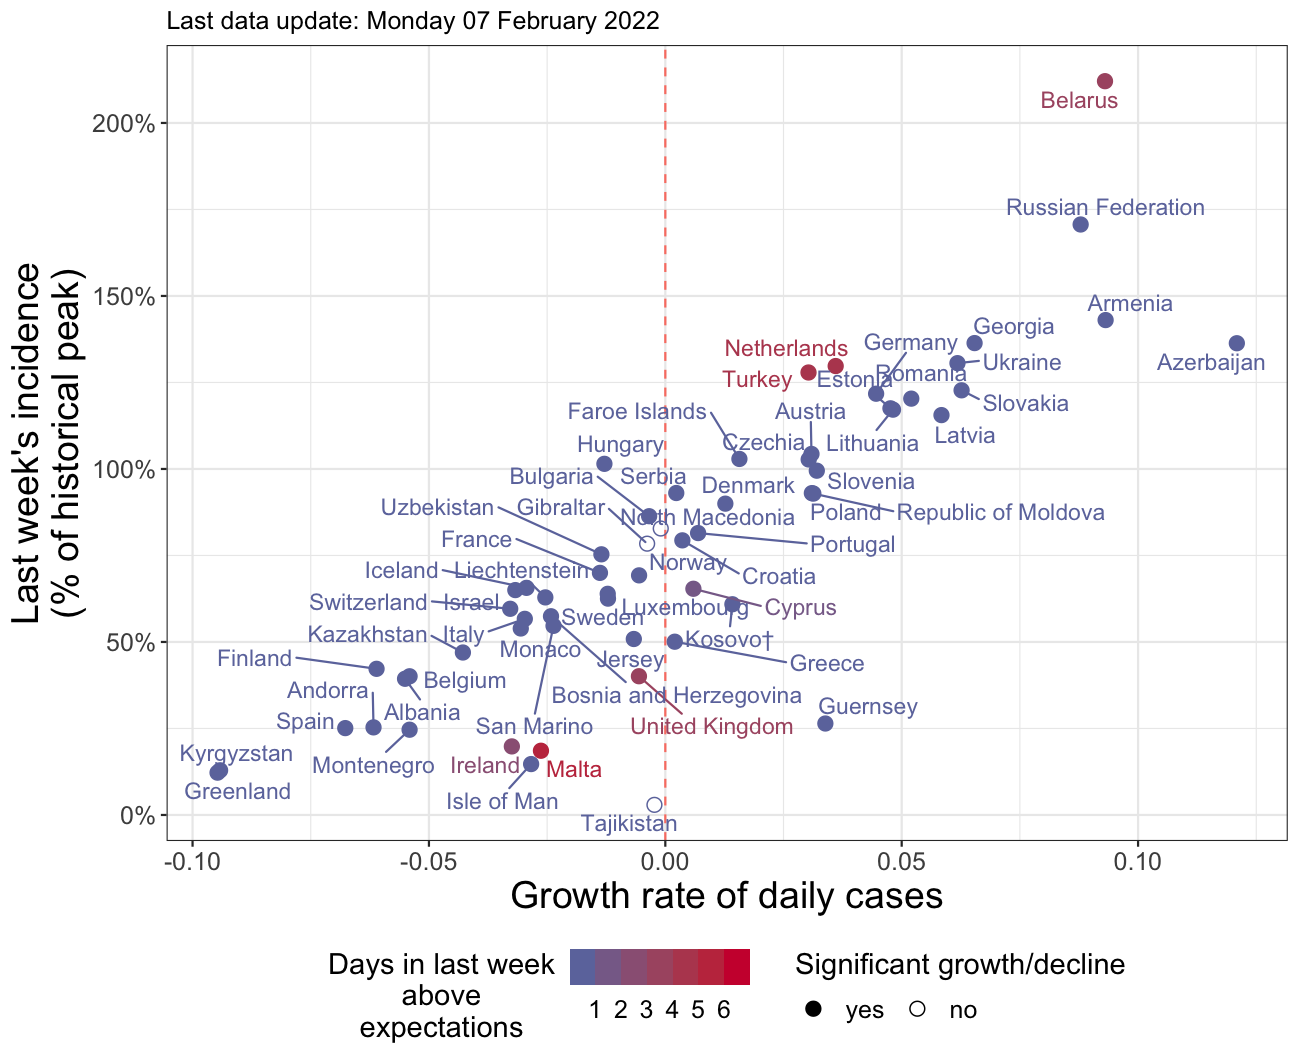 Last data update: Monday 07 February 2022
Last week's incidence
(% of historical peak)
200%
150%
100%
50%
0%
Belarus
Russian Federation
Armenia
Georgia
Germany
Netherlands
Ukraine
Azerbaijan
Romania
Turkey
Estonia
Slovakia
Faroe Islands
Austria
Latvia
Hungary
Czechia
Lithuania
Bulgaria
Serbia
Slovenia
Denmark
Uzbekistan
Gibraltar
Poland
Republic of Moldova
North Macedonia
France
Portugal
Norway
Iceland
Liechtenstein
Croatia
Switzerland
Israel
Luxembourg
Cyprus
Sweden
Kazakhstan
Italy
Kosovo†
Monaco
Finland
Jersey
Greece
Belgium
Andorra
Bosnia and Herzegovina
Guernsey
Albania
Spain
San Marino
United Kingdom
Kyrgyzstan
Montenegro
Ireland
Malta
Greenland
Isle of Man
Tajikistan
-0.10
-0.05
0.00
0.05
0.10
Growth rate of daily cases
Days in last week
above
expectations
1 2 3 4 5 6
Significant growth/decline
yes
no